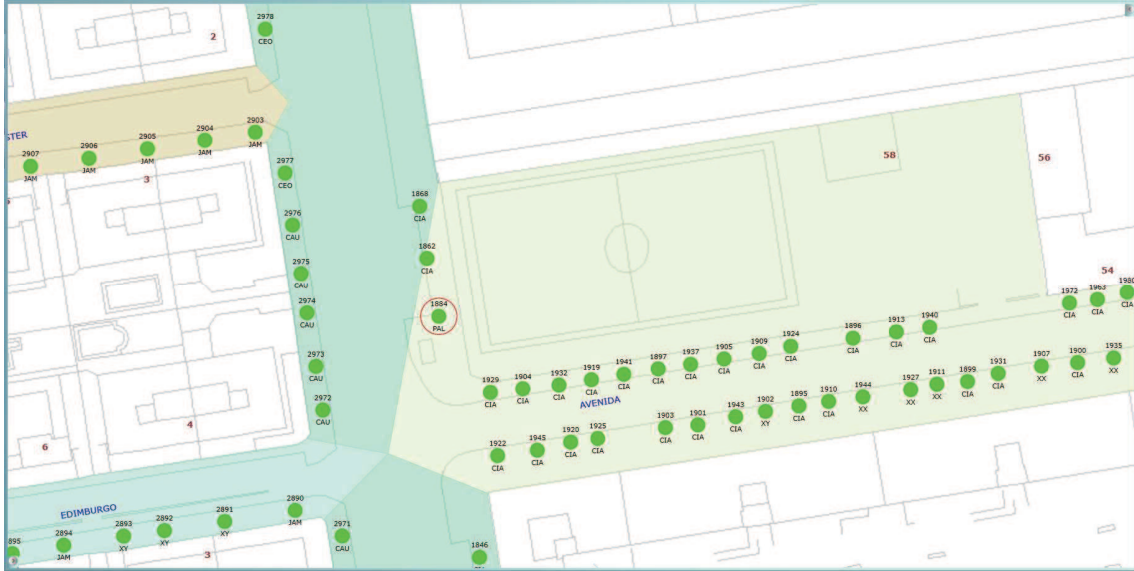 2978
CEO
2
STER
2907
JAM
2906
JAM
2905
JAM
2904
JAM
2903
JAM
3
2977
CEO
2976
CAU
2975
CAU
2974
CAU
2973
CAU
2972
CAU
4
6
1868
CIA
1862
CIA
1884
PAL
58
56
54
1972
CIA
1963
CIA
1980
CIA
1929
CIA
1904
CIA
1932
CIA
1919
CIA
1941
CIA
1897
CIA
1937
CIA
1905
CIA
1909
CIA
1924
CIA
1896
CIA
1913
CIA
1940
CIA
AVENIDA
1922
CIA
1945
CIA
1920
CIA
1925
CIA
1903
CIA
1901
CIA
1943
CIA
1902
XY
1895
CIA
1910
CIA
1944
XX
1927
XX
1911
XX
1899
CIA
1931
CIA
1907
XX
1900
CIA
1935
XX
EDIMBURGO
895
2894
JAM
2893
XY
2892
XY
2891
XY
2890
JAM
3
2971
CAU
1846